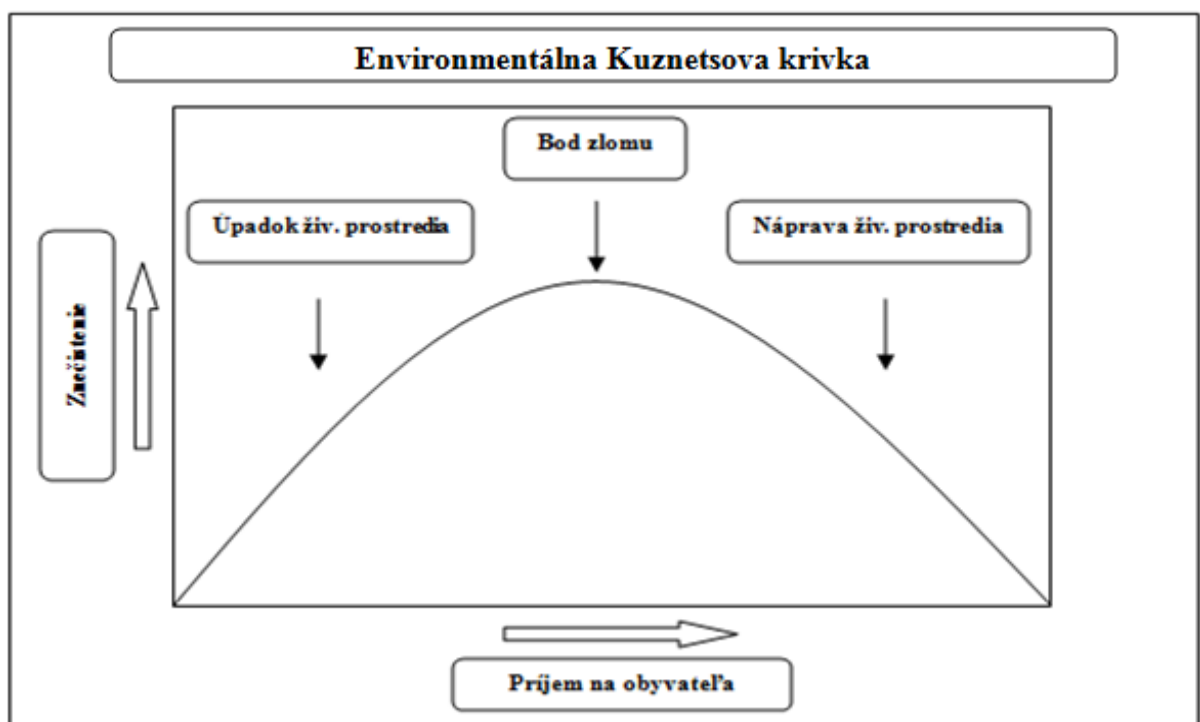 Environmentálna Kuznetsova krivka
Bod zlomu
Úpadok živ. prostredia
Náprava živ. prostredia
Znečistenie
Príjem na obyvateľa